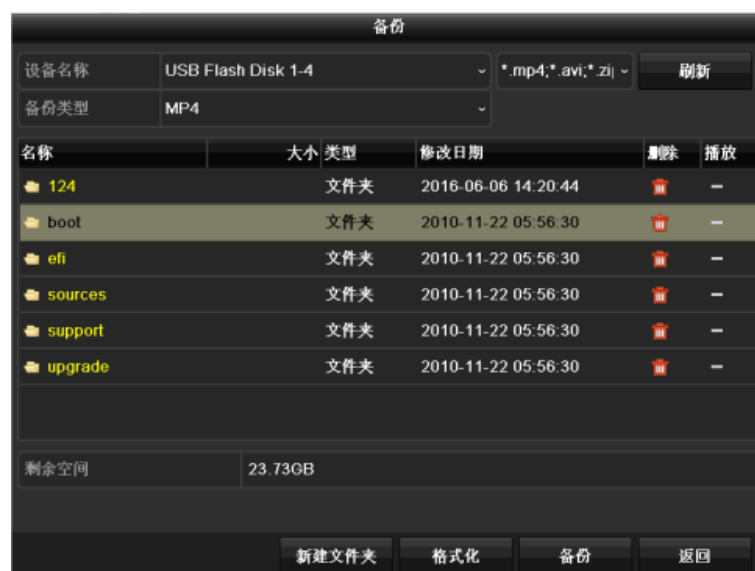 备份
设备名称 USB Flash Disk 1-4 *.mp4;*.avi;*.zi 刷新
备份类型 MP4
名称 大小 类型 修改日期 删除 播放
124 文件夹 2016-06-06 14:20:44
boot 文件夹 2010-11-22 05:56:30
efi 文件夹 2010-11-22 05:56:30
sources 文件夹 2010-11-22 05:56:30
support 文件夹 2010-11-22 05:56:30
upgrade 文件夹 2010-11-22 05:56:30
剩余空间 23.73GB
新建文件夹 格式化 备份 返回